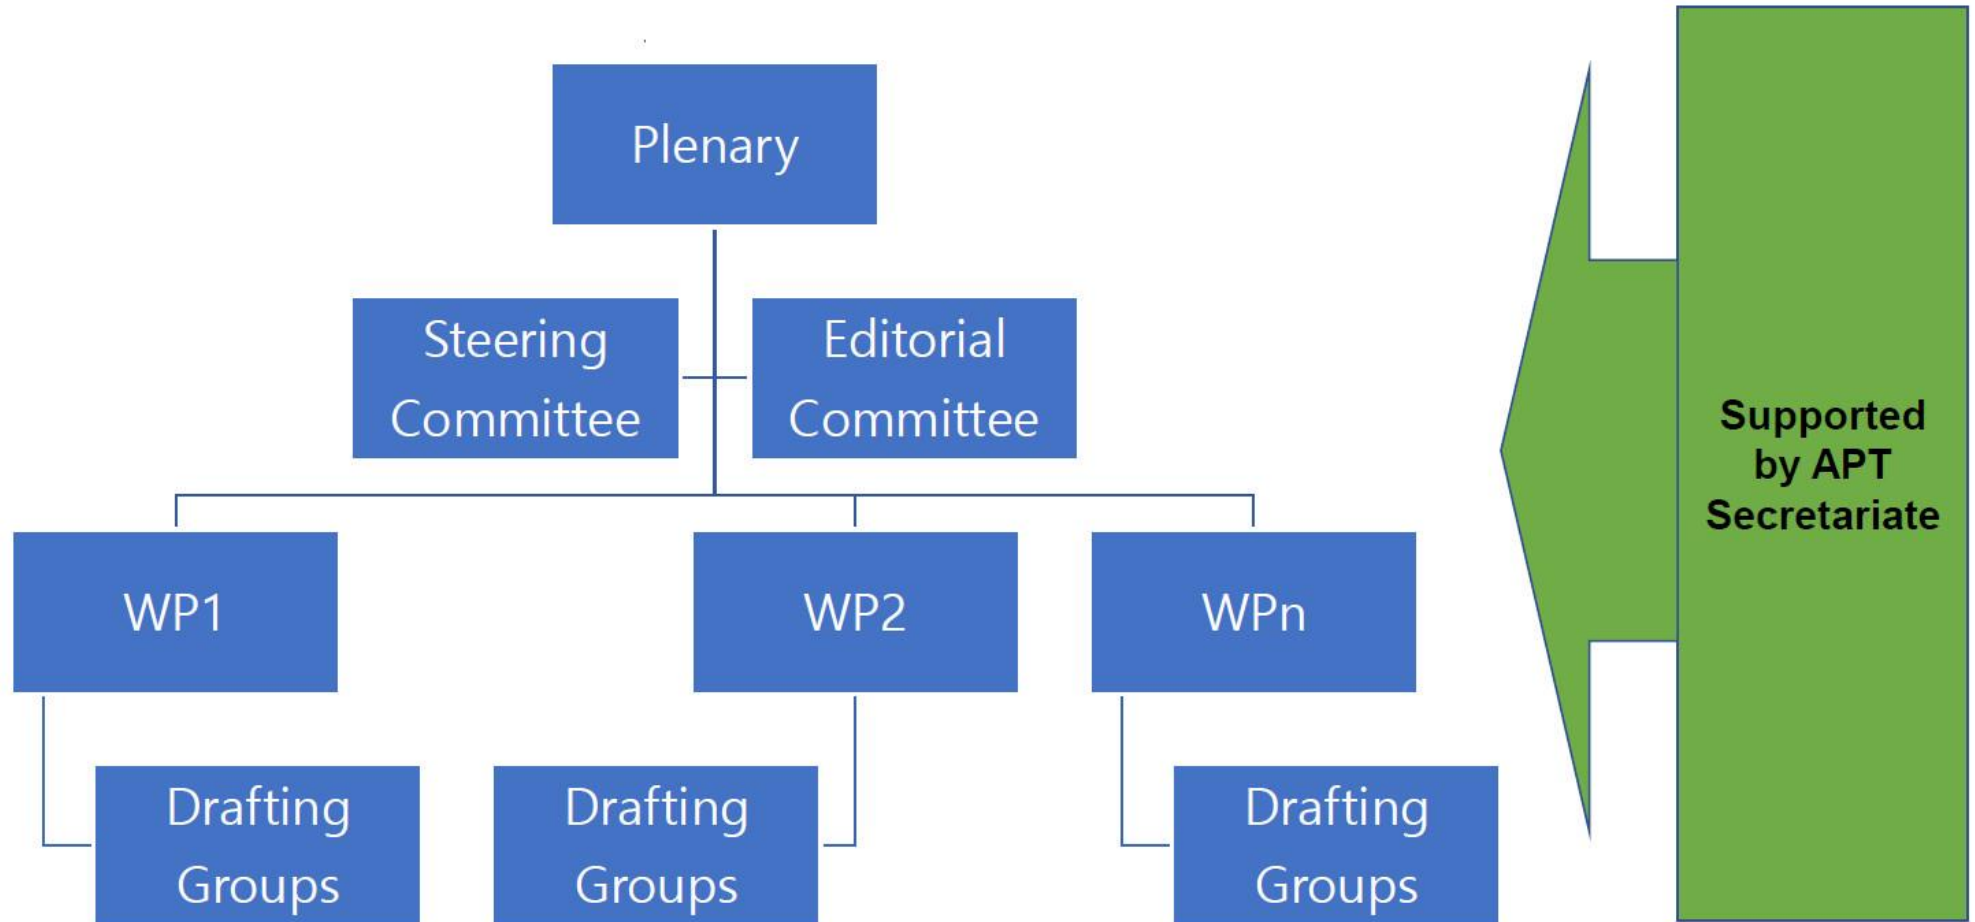 Plenary
Steering
Committee
Editorial
Committee
WP1
WP2
WPn
Drafting
Groups
Drafting
Groups
Drafting
Groups
Supported
by APT
Secretariate